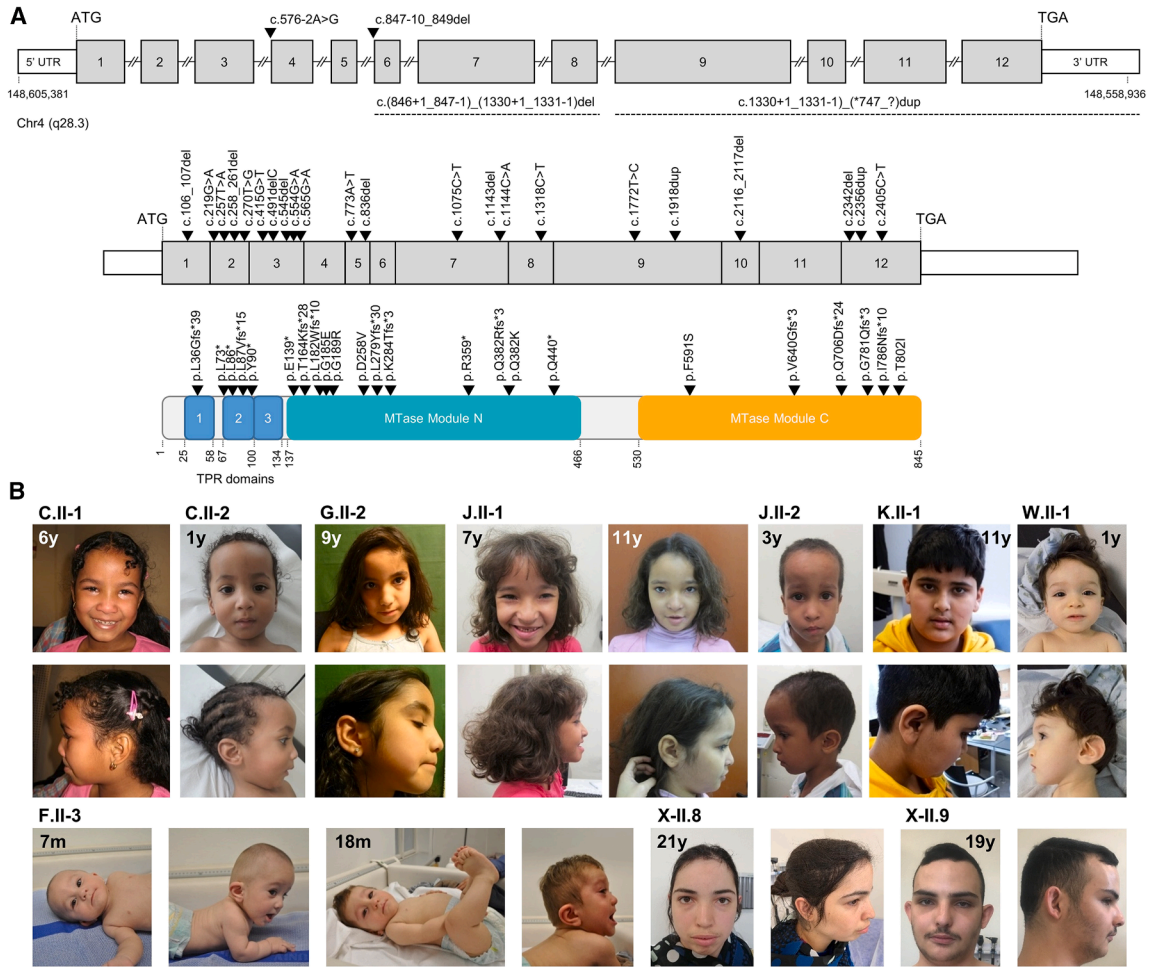 A
ATG
c.576-2A>G
c.847-10_849del
TGA
5' UTR
1
2
3
4
5
6
7
8
9
10
11
12
3' UTR
148,605,381
c.(846+1_847-1)_(1330+1_1331-1)del
c.1330+1_1331-1)_(*747_?)dup
148,558,936
Chr4 (q28.3)
c.106_107del
c.219G>A
c.257T>A
c.258_261del
c.270T>G
c.415G>T
c.491delC
c.545del
c.554G>A
c.565G>A
c.773A>T
c.836del
c.1075C>T
c.1143del
c.1144C>A
c.1318C>T
c.1772T>C
c.1918dup
c.2116_2117del
c.2342del
c.2356dup
c.2405C>T
ATG
TGA
1
2
3
4
5
6
7
8
9
10
11
12
p.L36Gfs*39
p.L73*
p.L86*
p.L87Vfs*15
p.Y90*
p.E139*
p.T164Kfs*28
p.L182Wfs*10
p.G185E
p.G189R
p.D258V
p.L279Yfs*30
p.K284Tfs*3
p.R359*
p.Q382Rfs*3
p.Q382K
p.Q440*
p.F591S
p.V640Gfs*3
p.Q706Dfs*24
p.G781Qfs*3
p.I786Nfs*10
p.T802I
1
2
3
MTase Module N
MTase Module C
1
25
58
67
100
134
137
466
530
845
TPR domains
B
C.II-1
C.II-2
G.II-2
J.II-1
J.II-2
K.II-1
W.II-1
6y
1y
9y
7y
11y
3y
11y
1y
F.II-3
X-II.8
X-II.9
7m
18m
21y
19y